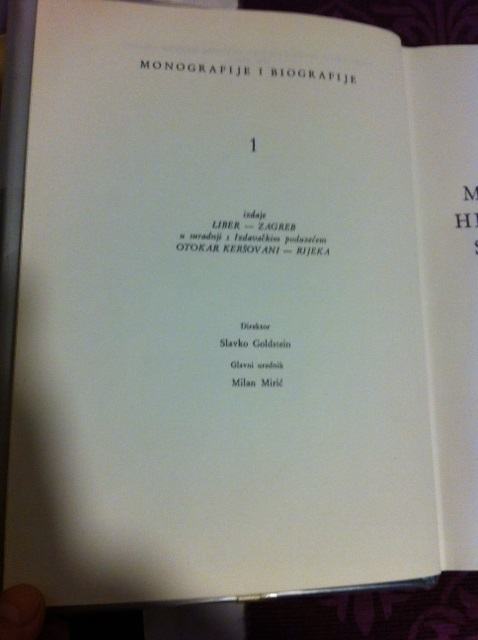 MONOGRAFIJE I BIOGRAFIJE
1
izdaje
LIBER — ZAGREB
u suradnji s Izdavačkim poduzećem
OTOKAR KERŠOVANI — RIJEKA
Direktor
Slavko Goldstein
Glavni urednik
Milan Mirić
M
H
S